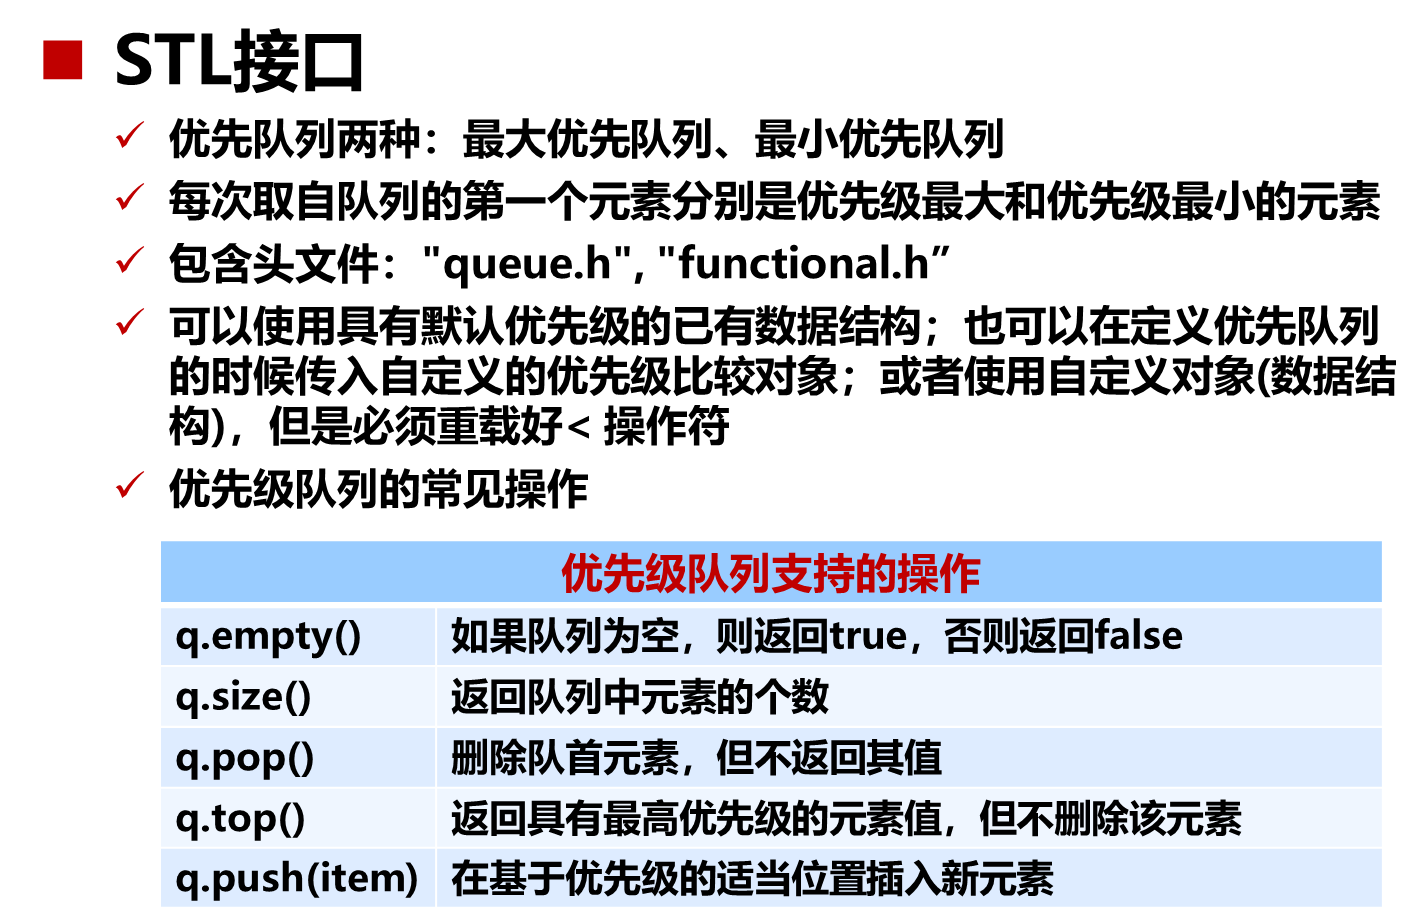 STL接口
优先队列两种：最大优先队列、最小优先队列
每次取自队列的第一个元素分别是优先级最大和优先级最小的元素
包含头文件："queue.h", "functional.h”
可以使用具有默认优先级的已有数据结构；也可以在定义优先队列
的时候传入自定义的优先级比较对象；或者使用自定义对象(数据结
构)，但是必须重载好< 操作符
优先级队列的常见操作
优先级队列支持的操作
q.empty() 如果队列为空，则返回true，否则返回false
q.size() 返回队列中元素的个数
q.pop() 删除队首元素，但不返回其值
q.top() 返回具有最高优先级的元素值，但不删除该元素
q.push(item) 在基于优先级的适当位置插入新元素